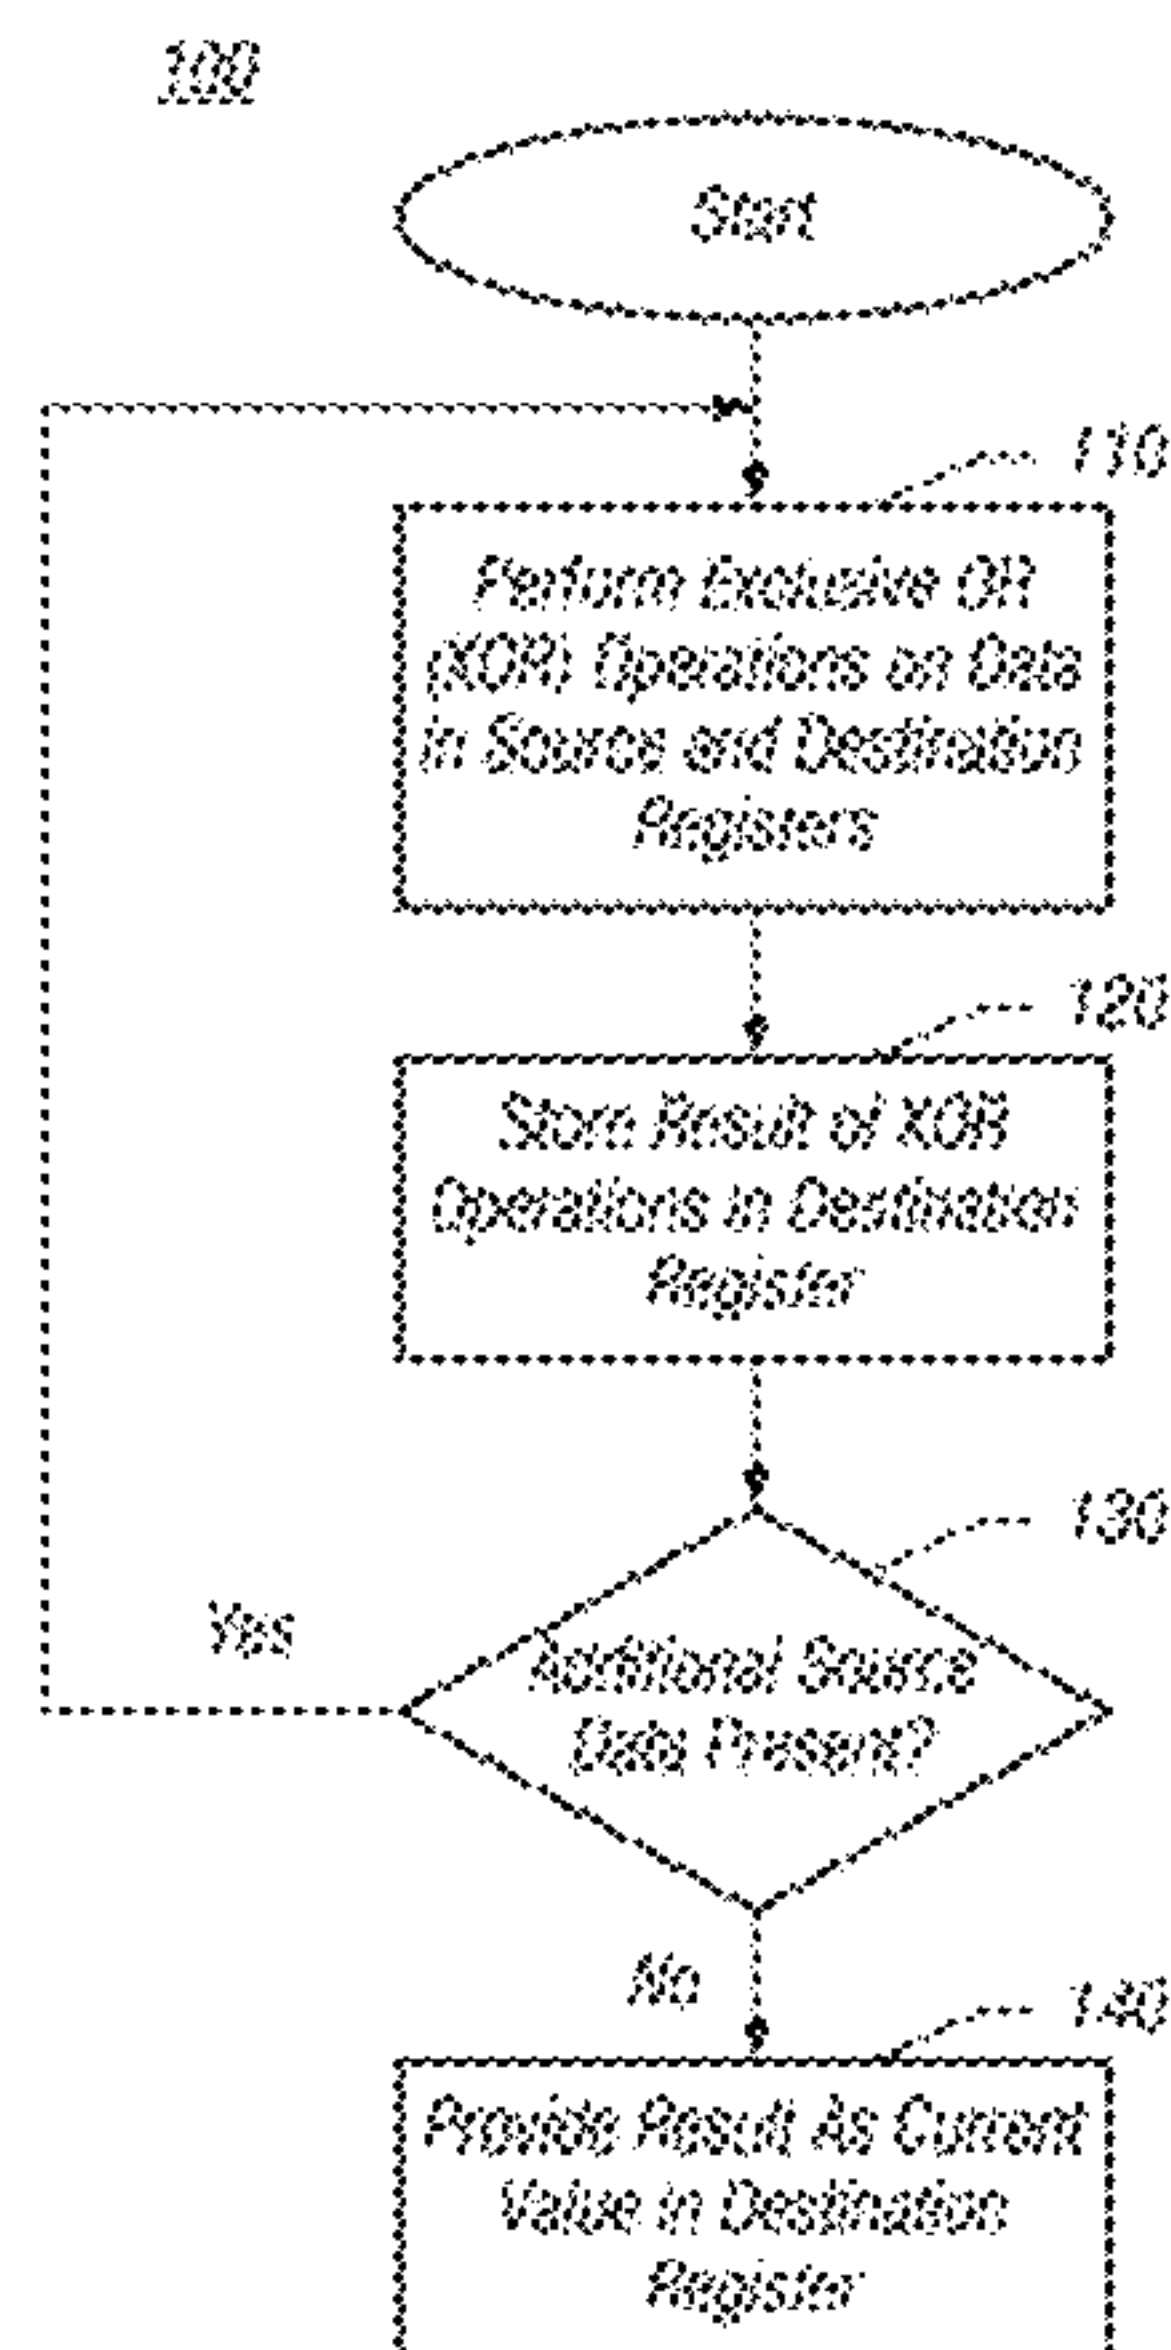 100
Start
110
Perform Exclusive OR
(XOR) Operations on Data
in Source and Destination
Registers
120
Store Result of XOR
Operations in Destination
Register
130
Yes
Additional Source
Data Present?
No
140
Provide Result As Current
Value in Destination
Register